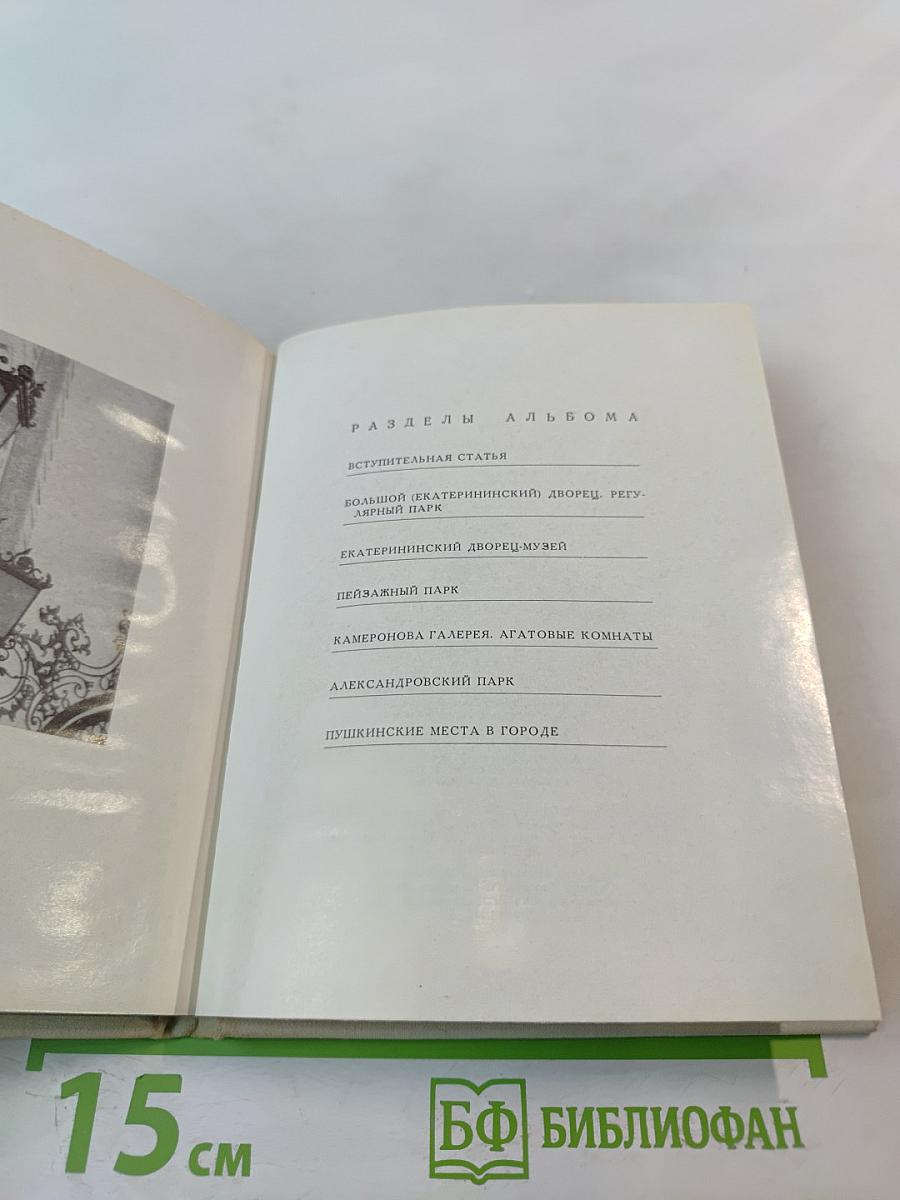 РАЗДЕЛЫ АЛЬБОМА
ВСТУПИТЕЛЬНАЯ СТАТЬЯ
БОЛЬШОЙ (ЕКАТЕРИНИНСКИЙ) ДВОРЕЦ. РЕГУ-
ЛЯРНЫЙ ПАРК
ЕКАТЕРИНИНСКИЙ ДВОРЕЦ-МУЗЕЙ
ПЕЙЗАЖНЫЙ ПАРК
КАМЕРОНОВА ГАЛЕРЕЯ. АГАТОВЫЕ КОМНАТЫ
АЛЕКСАНДРОВСКИЙ ПАРК
ПУШКИНСКИЕ МЕСТА В ГОРОДЕ
15 СМ
БФ БИБЛИОФАН